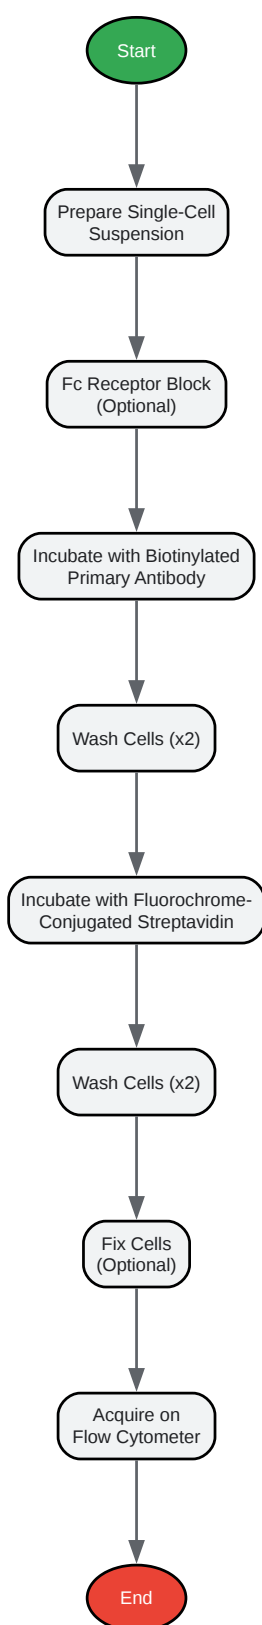 Start
Prepare Single-Cell
Suspension
Fc Receptor Block
(Optional)
Incubate with Biotinylated
Primary Antibody
Wash Cells (x2)
Incubate with Fluorochrome-
Conjugated Streptavidin
Wash Cells (x2)
Fix Cells
(Optional)
Acquire on
Flow Cytometer
End